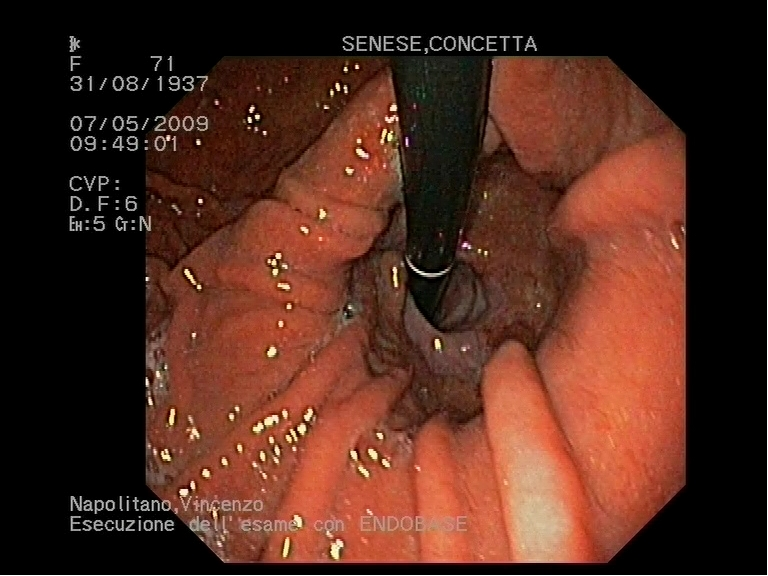 SENESE,CONCETTA
F 71
31/08/1937
07/05/2009
09:49:01
CVP:
D.F:6
EH:5 Cr:N
Napolitano,Vincenzo
Esecuzione dell'esame con ENDOBASE